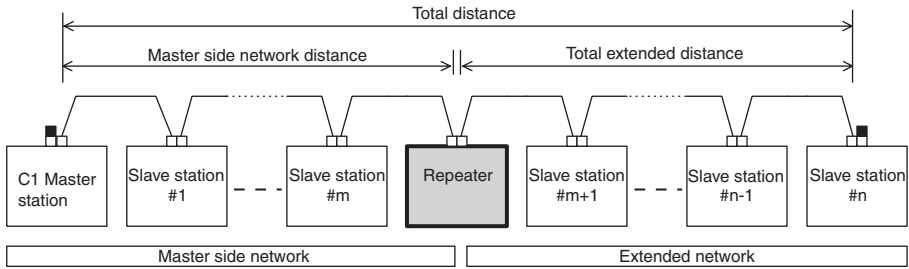 Total distance
Master side network distance
Total extended distance
C1 Master
station
Slave station
#1
Slave station
#m
Repeater
Slave station
#m+1
Slave station
#n-1
Slave station
#n
Master side network
Extended network